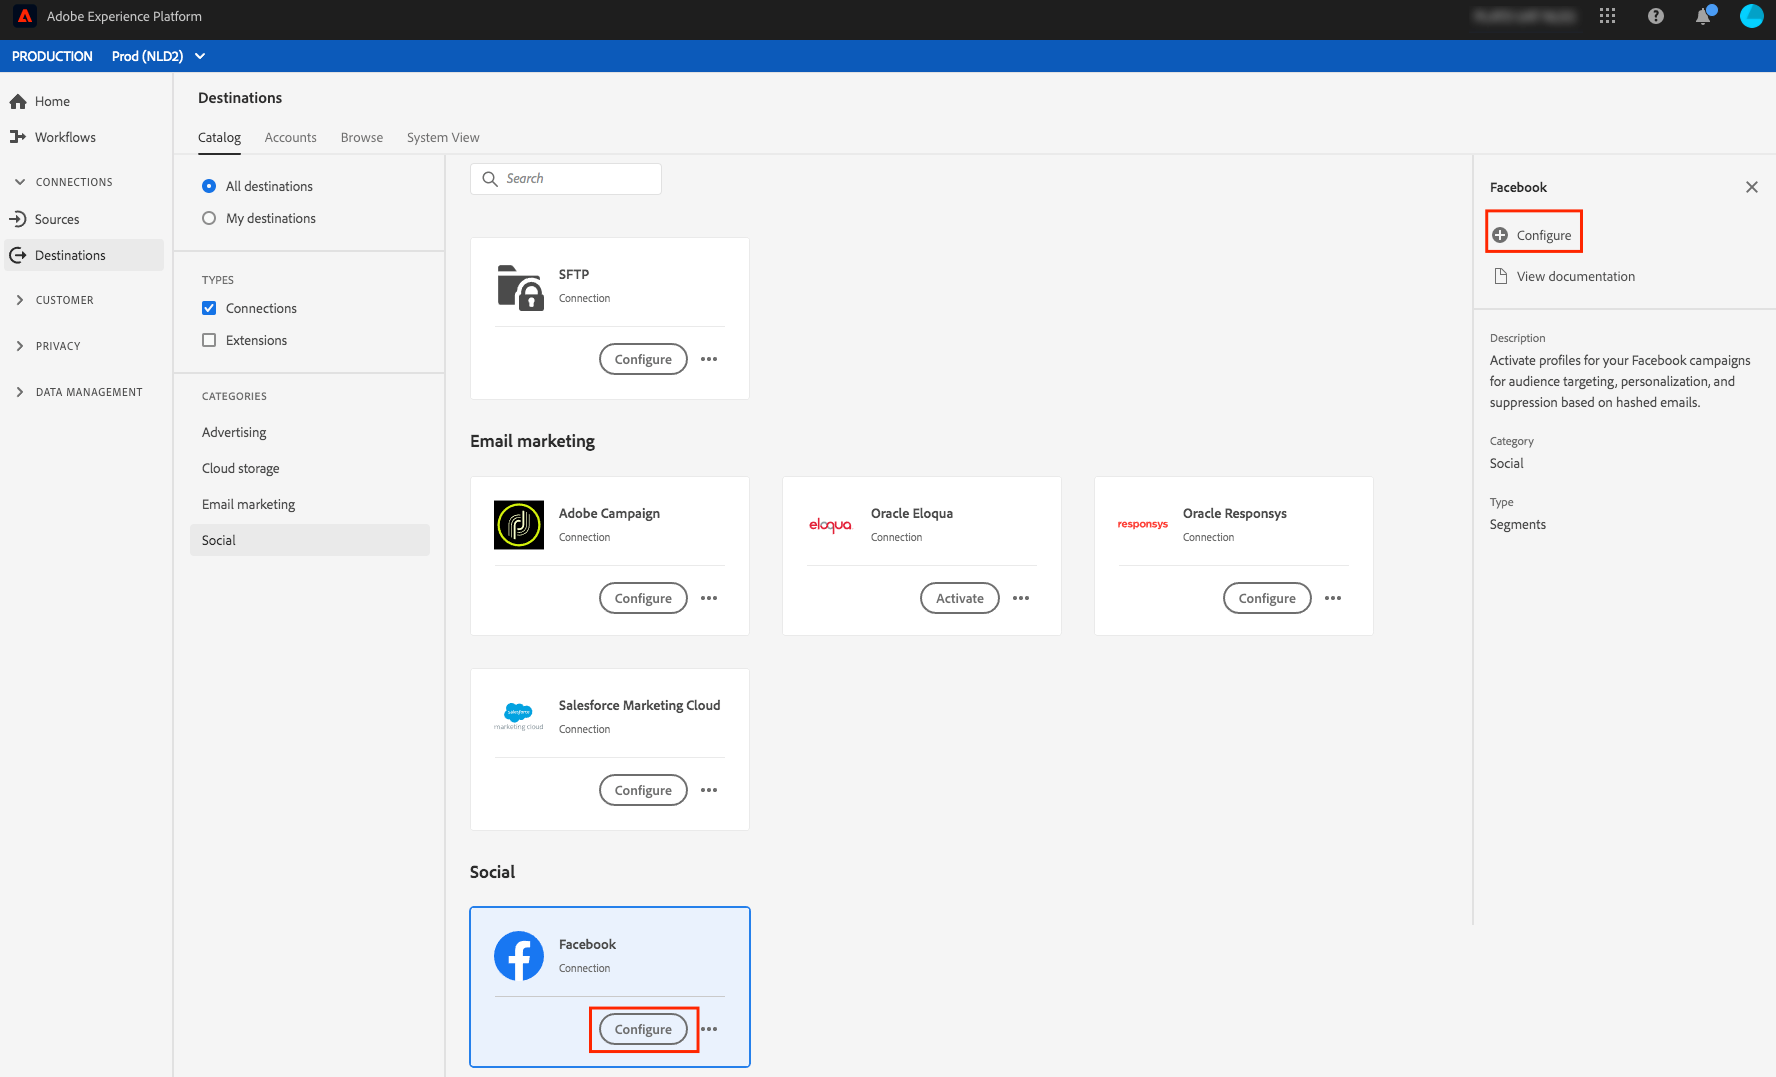 Adobe Experience Platform
PRODUCTION Prod (NLD2)
Home
Workflows
CONNECTIONS
Sources
Destinations
CUSTOMER
PRIVACY
DATA MANAGEMENT
Destinations
Catalog Accounts Browse System View
All destinations
My destinations
TYPES
Connections
Extensions
CATEGORIES
Advertising
Cloud storage
Email marketing
Social
Search
SFTP
Connection
Configure
Email marketing
Adobe Campaign
Connection
Configure
eloqua
Oracle Eloqua
Connection
Activate
responsys
Oracle Responsys
Connection
Configure
salesforce
marketing cloud
Salesforce Marketing Cloud
Connection
Configure
Social
Facebook
Connection
Configure
Facebook
Configure
View documentation
Description
Activate profiles for your Facebook campaigns
for audience targeting, personalization, and
suppression based on hashed emails.
Category
Social
Type
Segments